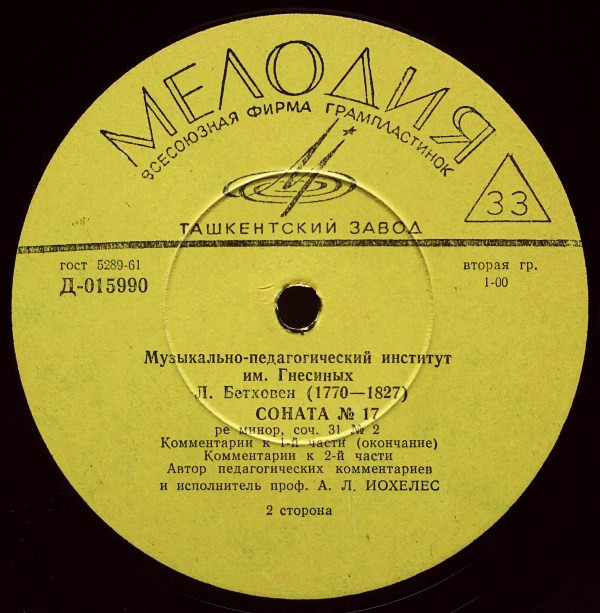 МЕЛОДИЯ
ВСЕСОЮЗНАЯ ФИРМА ГРАМПЛАСТИНОК
33
ТАШКЕНТСКИЙ ЗАВОД
гост 5289-61
вторая гр.
Д-015990
1-00
Музыкально-педагогический институт
им. Гнесиных
Л. Бетховен (1770—1827)
СОНАТА № 17
ре минор, соч. 31 № 2
Комментарии к 1-й части (окончание)
Комментарии к 2-й части
Автор педагогических комментариев
и исполнитель проф. А. Л. ИОХЕЛЕС
2 сторона